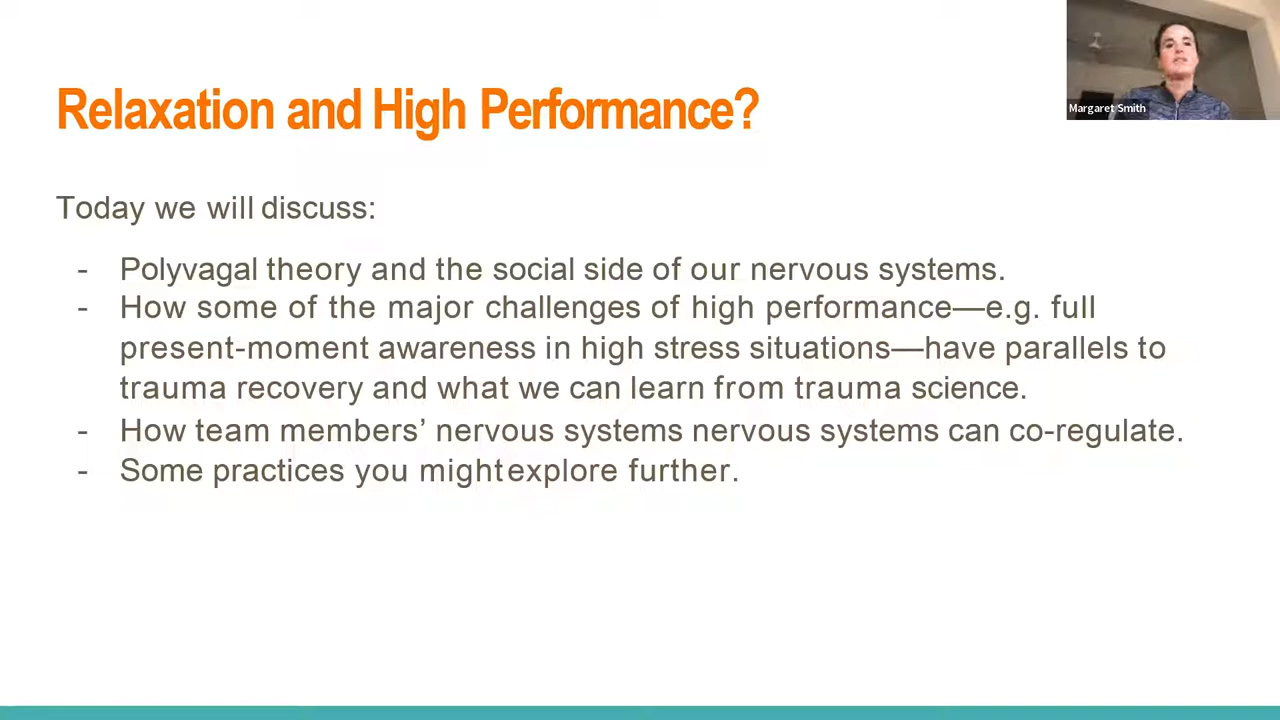 Relaxation and High Performance?
Margaret Smith
Today we will discuss:
- Polyvagal theory and the social side of our nervous systems.
- How some of the major challenges of high performance—e.g. full
present-moment awareness in high stress situations—have parallels to
trauma recovery and what we can learn from trauma science.
- How team members’ nervous systems nervous systems can co-regulate.
- Some practices you might explore further.